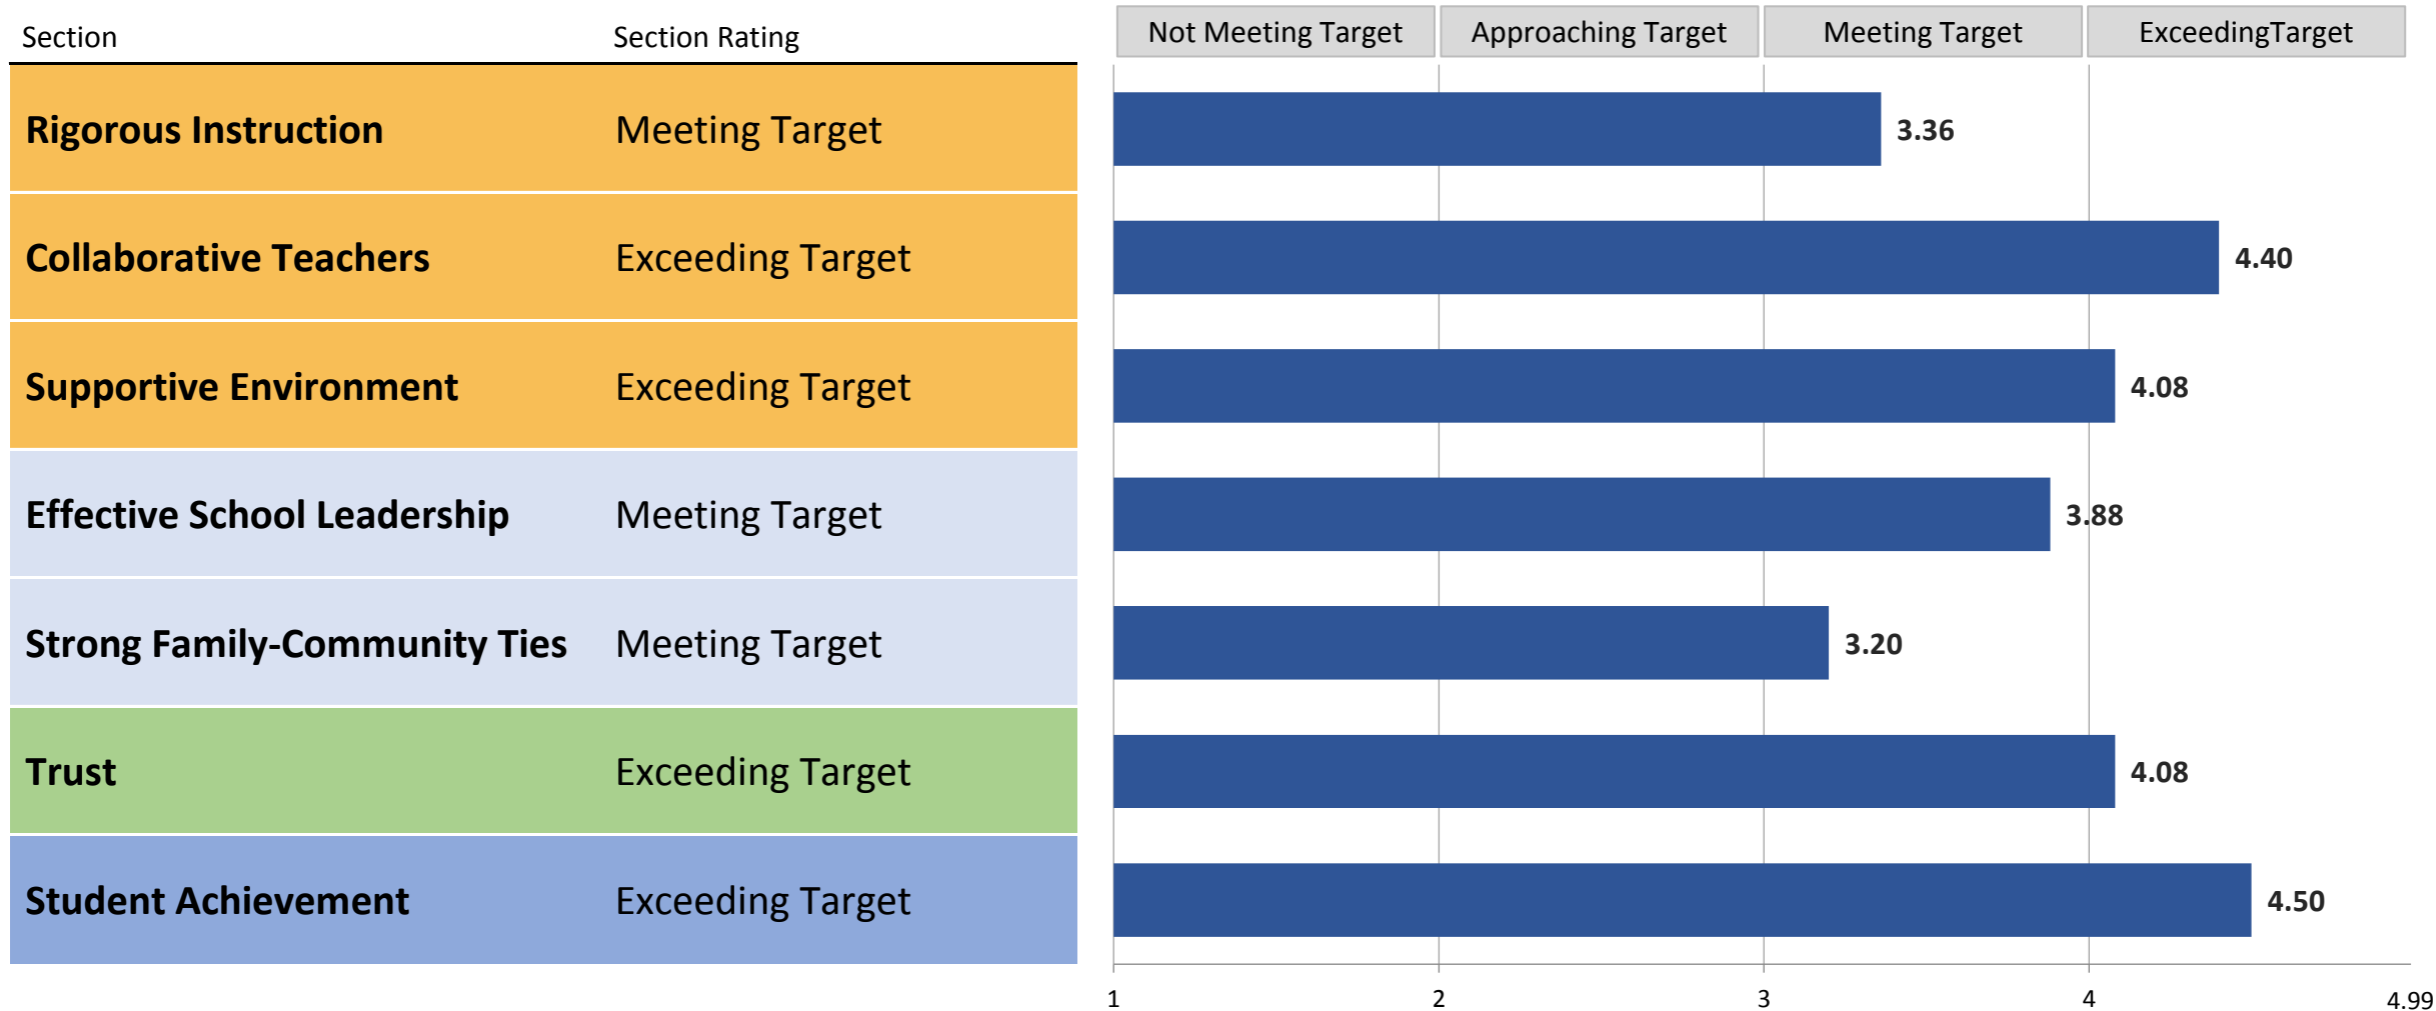 Section Section Rating Not Meeting Target Approaching Target Meeting Target ExceedingTarget
Rigorous Instruction Meeting Target 3.36
Collaborative Teachers Exceeding Target 4.40
Supportive Environment Exceeding Target 4.08
Effective School Leadership Meeting Target 3.88
Strong Family-Community Ties Meeting Target 3.20
Trust Exceeding Target 4.08
Student Achievement Exceeding Target 4.50
1 2 3 4 4.99